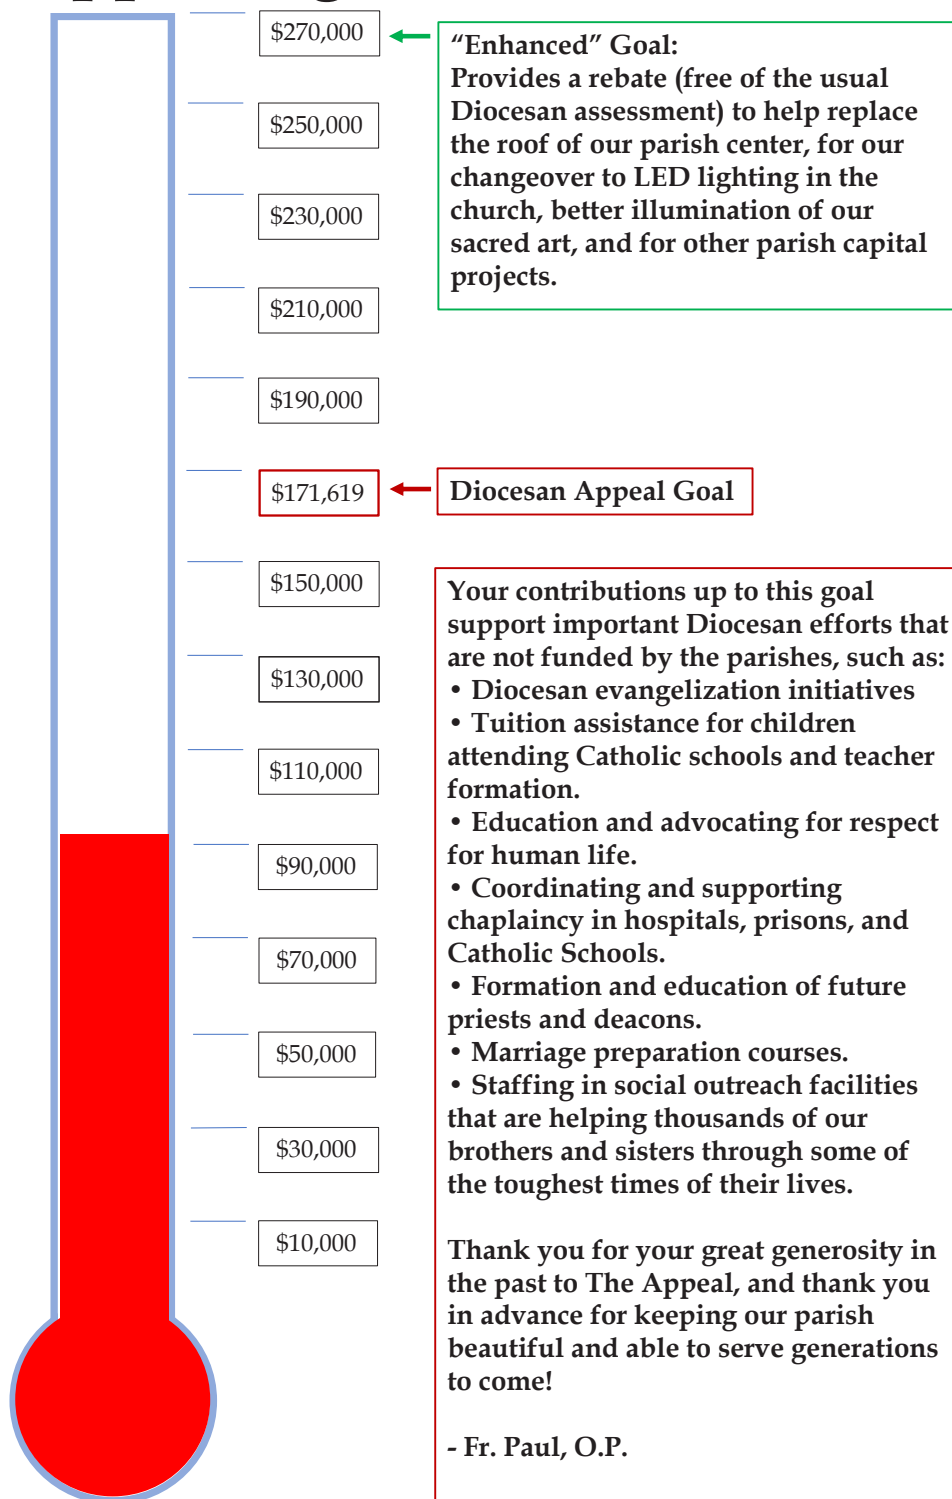 $270,000
“Enhanced” Goal:
Provides a rebate (free of the usual
Diocesan assessment) to help replace
the roof of our parish center, for our
changeover to LED lighting in the
church, better illumination of our
sacred art, and for other parish capital
projects.
$250,000
$230,000
$210,000
$190,000
$171,619
Diocesan Appeal Goal
$150,000
$130,000
$110,000
$90,000
$70,000
$50,000
$30,000
$10,000
Your contributions up to this goal
support important Diocesan efforts that
are not funded by the parishes, such as:
• Diocesan evangelization initiatives
• Tuition assistance for children
attending Catholic schools and teacher
formation.
• Education and advocating for respect
for human life.
• Coordinating and supporting
chaplaincy in hospitals, prisons, and
Catholic Schools.
• Formation and education of future
priests and deacons.
• Marriage preparation courses.
• Staffing in social outreach facilities
that are helping thousands of our
brothers and sisters through some of
the toughest times of their lives.
Thank you for your great generosity in
the past to The Appeal, and thank you
in advance for keeping our parish
beautiful and able to serve generations
to come!
- Fr. Paul, O.P.